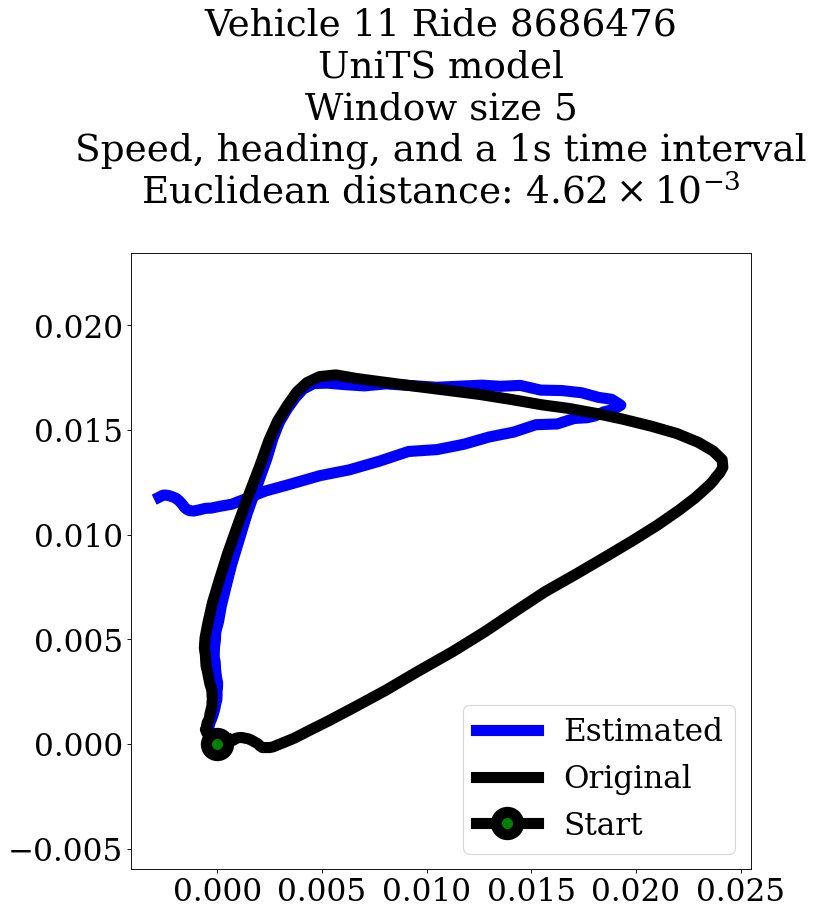 Vehicle 11 Ride 8686476
UniTS model
Window size 5
Speed, heading, and a 1s time interval
Euclidean distance: 4.62 × 10⁻³
0.020
0.015
0.010
0.005
0.000
−0.005
Estimated
Original
Start
0.000 0.005 0.010 0.015 0.020 0.025